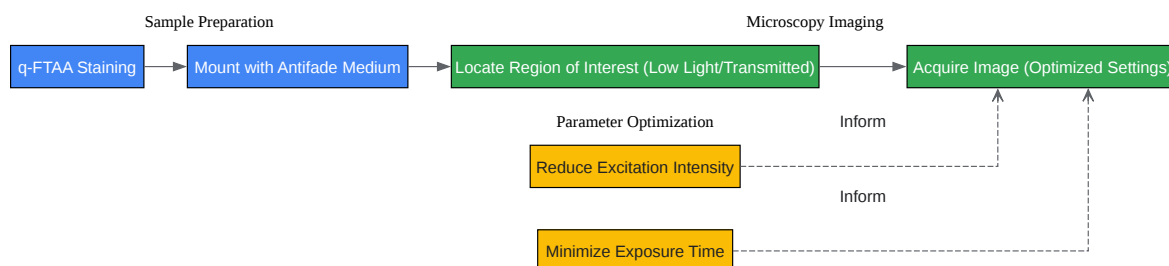 Sample Preparation
Microscopy Imaging
q-FTAA Staining
Mount with Antifade Medium
Locate Region of Interest (Low Light/Transmitted)
Acquire Image (Optimized Settings)
Parameter Optimization
Inform
Reduce Excitation Intensity
Inform
Minimize Exposure Time